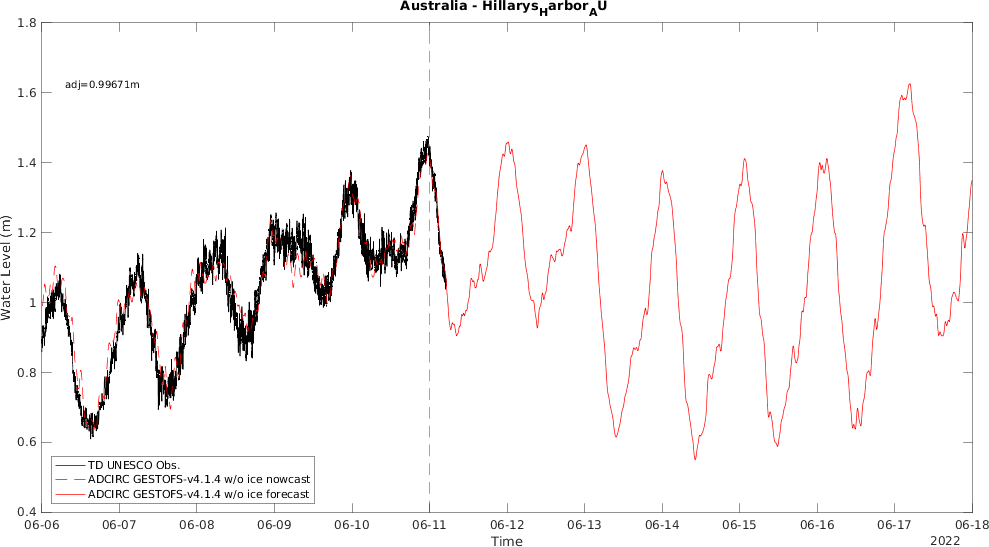 Australia - HillarysHarborAU
1.8
1.6
1.4
1.2
1
0.8
0.6
0.4
Water Level (m)
adj=0.99671m
TD UNESCO Obs.
ADCIRC GESTOFS-v4.1.4 w/o ice nowcast
ADCIRC GESTOFS-v4.1.4 w/o ice forecast
06-06 06-07 06-08 06-09 06-10 06-11 06-12 06-13 06-14 06-15 06-16 06-17 06-18
Time
2022